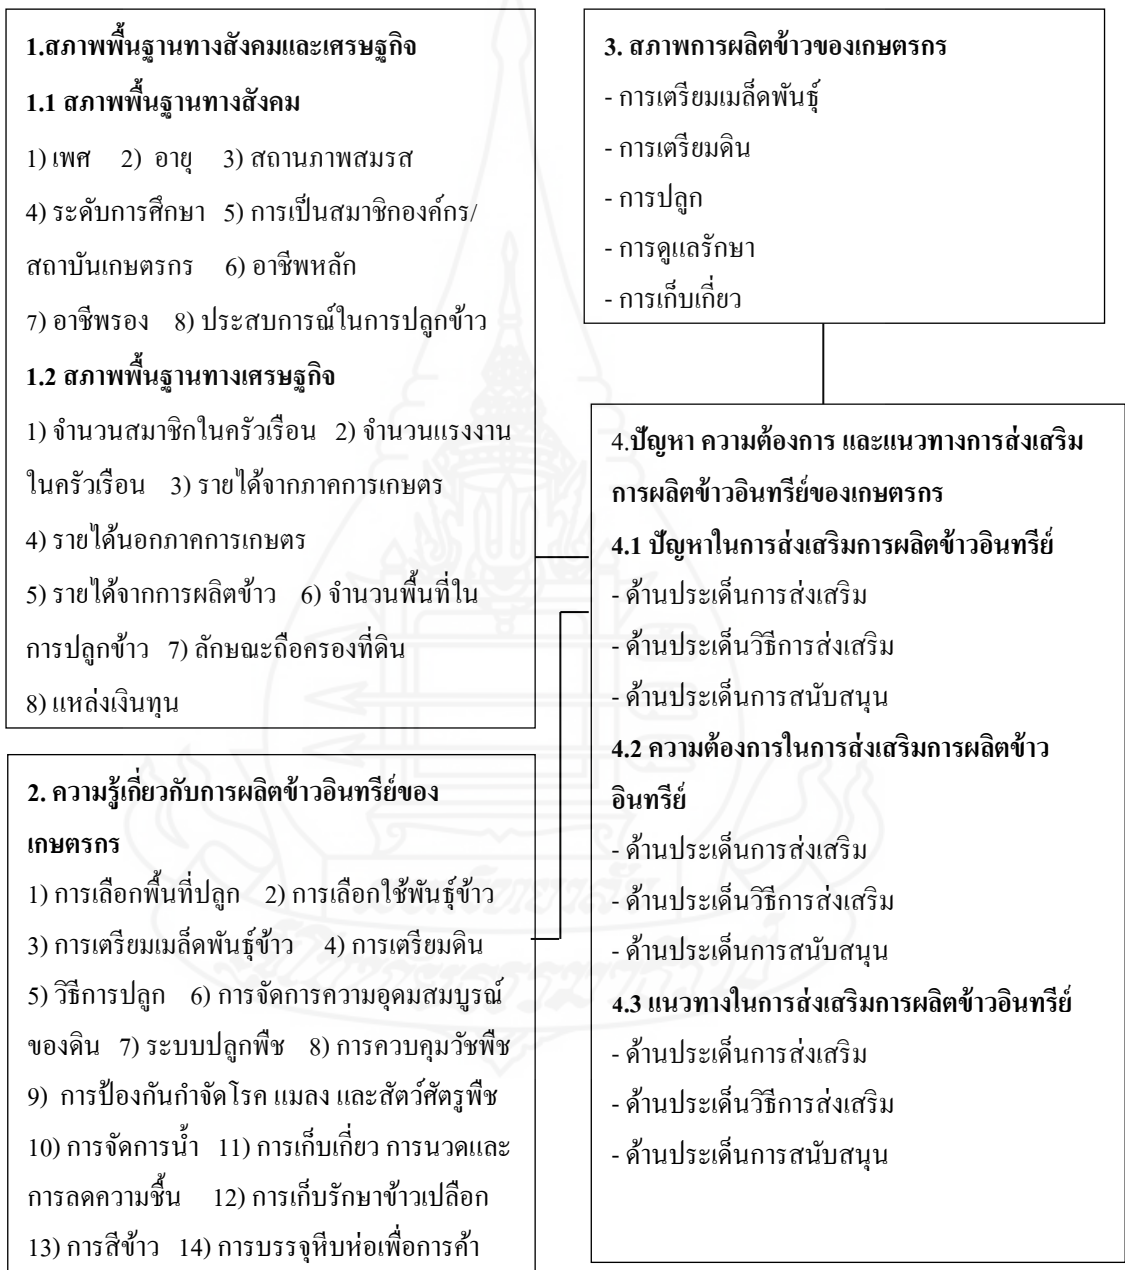 1.สภาพพื้นฐานทางสังคมและเศรษฐกิจ
1.1 สภาพพื้นฐานทางสังคม
1) เพศ 2) อายุ 3) สถานภาพสมรส
4) ระดับการศึกษา 5) การเป็นสมาชิกองค์กร/
สถาบันเกษตรกร 6) อาชีพหลัก
7) อาชีพรอง 8) ประสบการณ์ในการปลูกข้าว
1.2 สภาพพื้นฐานทางเศรษฐกิจ
1) จำนวนสมาชิกในครัวเรือน 2) จำนวนแรงงาน
ในครัวเรือน 3) รายได้จากภาคการเกษตร
4) รายได้นอกภาคการเกษตร
5) รายได้จากการผลิตข้าว 6) จำนวนพื้นที่ใน
การปลูกข้าว 7) ลักษณะถือครองที่ดิน
8) แหล่งเงินทุน
2. ความรู้เกี่ยวกับการผลิตข้าวอินทรีย์ของ
เกษตรกร
1) การเลือกพื้นที่ปลูก 2) การเลือกใช้พันธุ์ข้าว
3) การเตรียมเมล็ดพันธุ์ข้าว 4) การเตรียมดิน
5) วิธีการปลูก 6) การจัดการความอุดมสมบูรณ์
ของดิน 7) ระบบปลูกพืช 8) การควบคุมวัชพืช
9) การป้องกันกำจัดโรค แมลง และสัตว์ศัตรูพืช
10) การจัดการน้ำ 11) การเก็บเกี่ยว การนวดและ
การลดความชื้น 12) การเก็บรักษาข้าวเปลือก
13) การสีข้าว 14) การบรรจุหีบห่อเพื่อการค้า
3. สภาพการผลิตข้าวของเกษตรกร
- การเตรียมเมล็ดพันธุ์
- การเตรียมดิน
- การปลูก
- การดูแลรักษา
- การเก็บเกี่ยว
4.ปัญหา ความต้องการ และแนวทางการส่งเสริม
การผลิตข้าวอินทรีย์ของเกษตรกร
4.1 ปัญหาในการส่งเสริมการผลิตข้าวอินทรีย์
- ด้านประเด็นการส่งเสริม
- ด้านประเด็นวิธีการส่งเสริม
- ด้านประเด็นการสนับสนุน
4.2 ความต้องการในการส่งเสริมการผลิตข้าว
อินทรีย์
- ด้านประเด็นการส่งเสริม
- ด้านประเด็นวิธีการส่งเสริม
- ด้านประเด็นการสนับสนุน
4.3 แนวทางในการส่งเสริมการผลิตข้าวอินทรีย์
- ด้านประเด็นการส่งเสริม
- ด้านประเด็นวิธีการส่งเสริม
- ด้านประเด็นการสนับสนุน